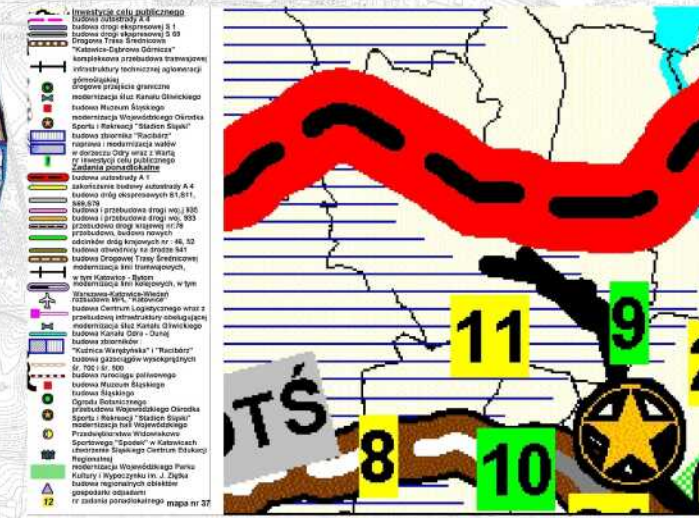 Inwestycje celu publicznego
budowa autostrady A 4
budowa drogi ekspresowej S 1
budowa drogi ekspresowej S 69
Drogowa Trasa Średnicowa
"Katowice-Dąbrowa Górnicza"
kompleksowa przebudowa tramwajowej
infrastruktury technicznej aglomeracji
górnośląskiej
drogowe przejście graniczne
modernizacja śluz Kanału Gliwickiego
budowa Muzeum Śląskiego
modernizacja Wojewódzkiego Ośrodka
Sportu i Rekreacji "Stadion Śląski"
budowa zbiornika "Racibórz"
naprawa i modernizacja wałów
w dorzeczu Odry wraz z Wartą
nr inwestycji celu publicznego
Zadania ponadlokalne
budowa autostrady A 1
zakończenie budowy autostrady A 4
budowa dróg ekspresowych S1,S11,
S69,S79
budowa i przebudowa drogi woj.) 935
budowa i przebudowa drogi woj. 933
przebudowa drogi krajowej nr.78
przebudowa, budowa nowych
odcinków dróg krajowych nr : 46, 52
budowa obwodnicy na drodze 941
budowa Drogowej Trasy Średnicowej
modernizacja linii tramwajowych,
w tym Katowice - Bytom
modernizacja linii kolejowych, w tym
Warszawa-Katowice-Wiedeń
rozbudowa MPL "Katowice"
budowa Centrum Logistycznego wraz z
przebudową infrastruktury obsługującej
modernizacja śluz Kanału Gliwickiego
budowa Kanału Odra - Dunaj
budowa zbiorników :
"Kuźnica Warężyńska" i "Racibórz"
budowa gazociągów wysokoprężnych
śr. 700 i śr. 500
budowa rurociągu paliwowego
budowa Muzeum Śląskiego
budowa Śląskiego
Ogrodu Botanicznego
przebudowa Wojewódzkiego Ośrodka
Sportu i Rekreacji "Stadion Śląski"
modernizacja hali Wojewódzkiego
Przedsiębiorstwa Widowiskowo
Sportowego "Spodek" w Katowicach
utworzenie Śląskiego Centrum Edukacji
Regionalnej
modernizacja Wojewódzkiego Parku
Kultury i Wypoczynku im. J. Ziętka
budowa regionalnych obiektów
gospodarki odpadami
12 nr zadania ponadlokalnego mapa nr 37
9
11
OTŚ
8
10